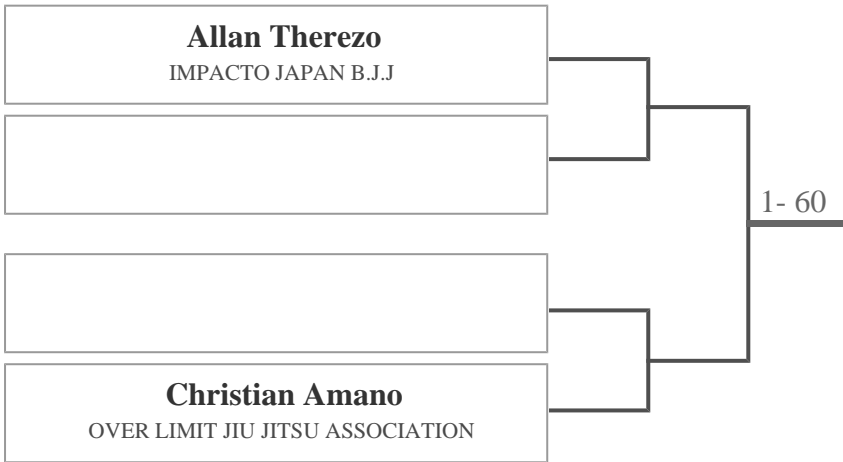 Allan Therezo
IMPACTO JAPAN B.J.J
1- 60
Christian Amano
OVER LIMIT JIU JITSU ASSOCIATION